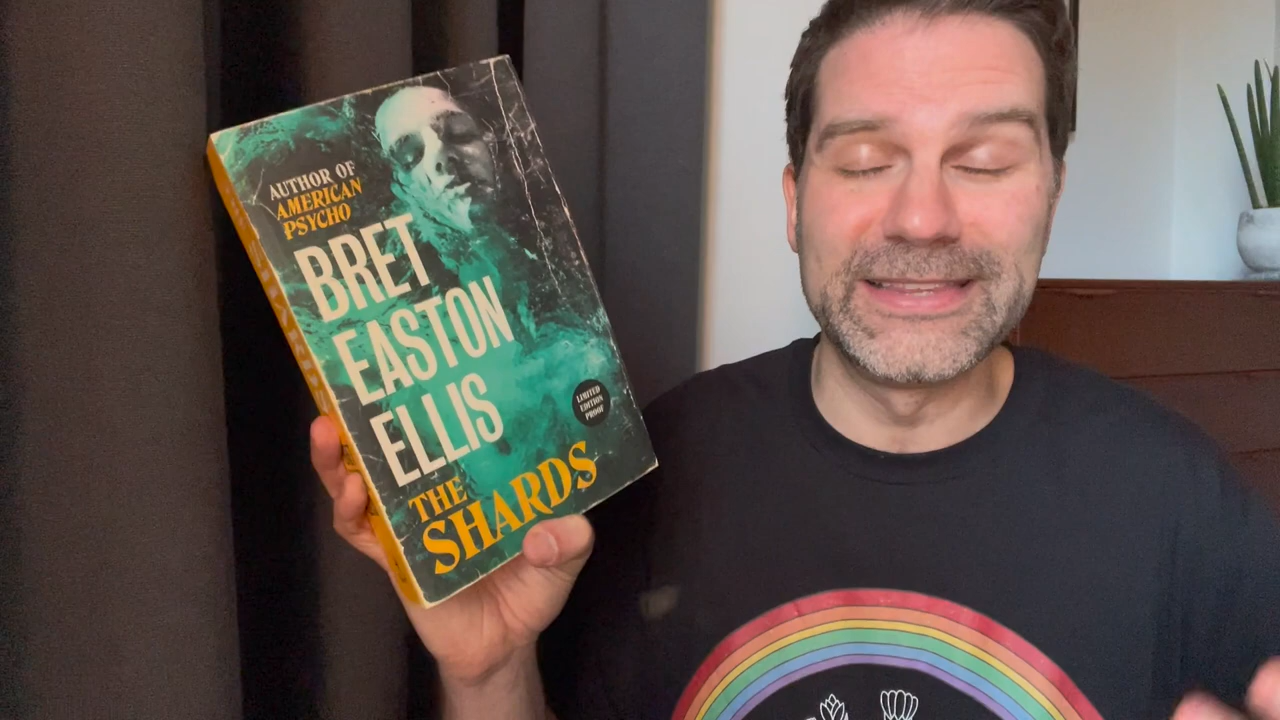 AUTHOR OF
AMERICAN
PSYCHO
BRET
EASTON
ELLIS
LIMITED
EDITION
PROOF
THE
SHARDS